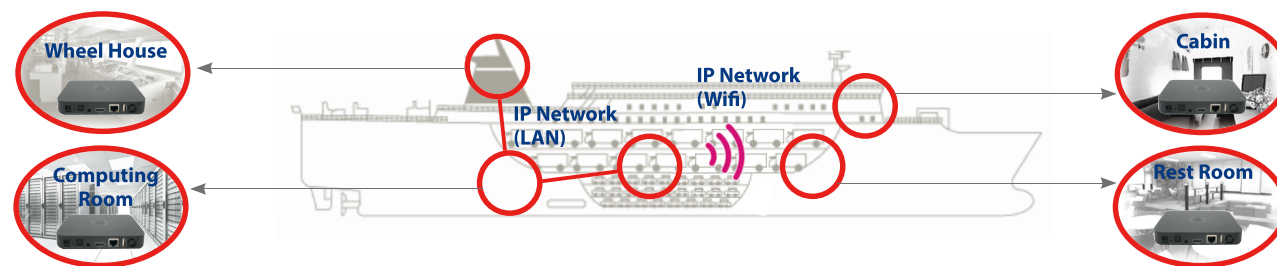 Wheel House
Cabin
IP Network
(Wifi)
IP Network
(LAN)
Computing
Room
Rest Room